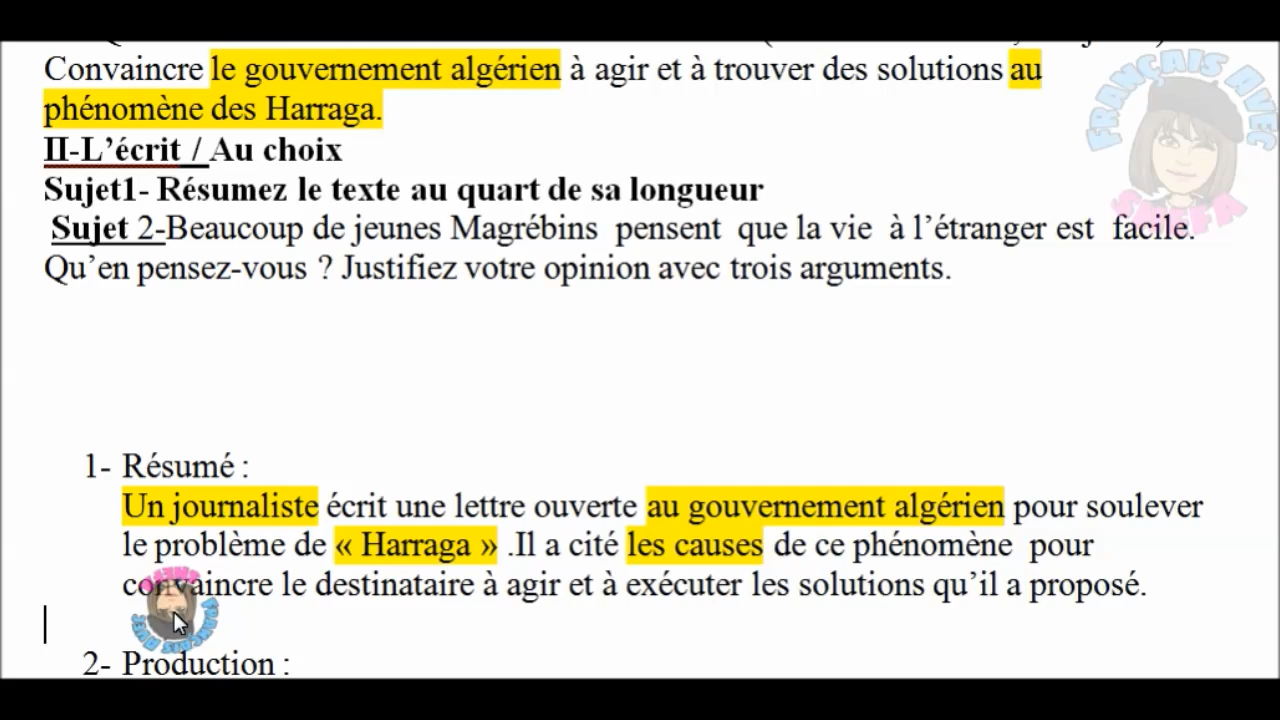 Convaincre le gouvernement algérien à agir et à trouver des solutions au
phénomène des Harraga.
II-L’écrit / Au choix
Sujet1- Résumez le texte au quart de sa longueur
Sujet 2-Beaucoup de jeunes Magrébins pensent que la vie à l’étranger est facile.
Qu’en pensez-vous ? Justifiez votre opinion avec trois arguments.
1- Résumé :
Un journaliste écrit une lettre ouverte au gouvernement algérien pour soulever
le problème de « Harraga » .Il a cité les causes de ce phénomène pour
convaincre le destinataire à agir et à exécuter les solutions qu’il a proposé.
2- Production :
FRANÇAIS AVEC